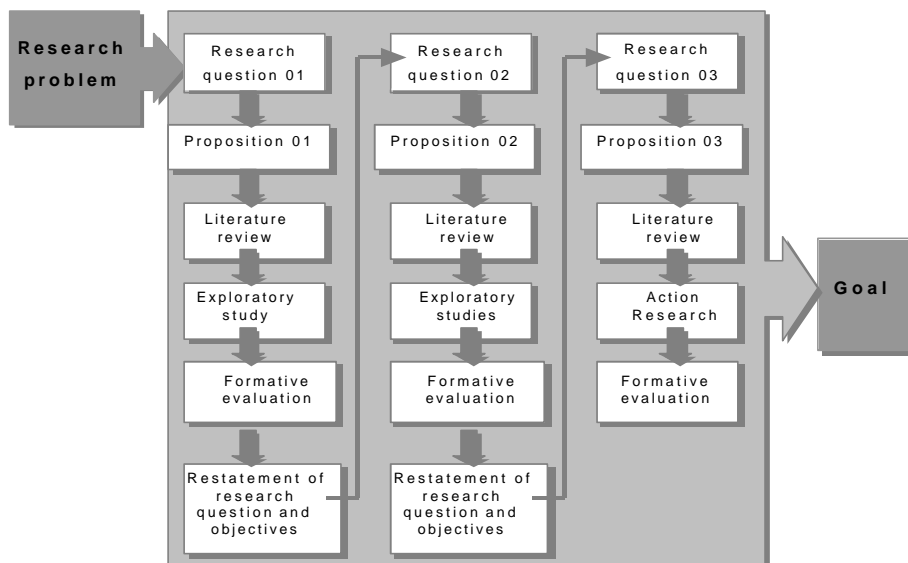 Research
problem
Research
question 01
Proposition 01
Literature
review
Exploratory
study
Formative
evaluation
Restatement of
research
question and
objectives
Research
question 02
Proposition 02
Literature
review
Exploratory
studies
Formative
evaluation
Restatement of
research
question and
objectives
Research
question 03
Proposition 03
Literature
review
Action
Research
Formative
evaluation
Goal